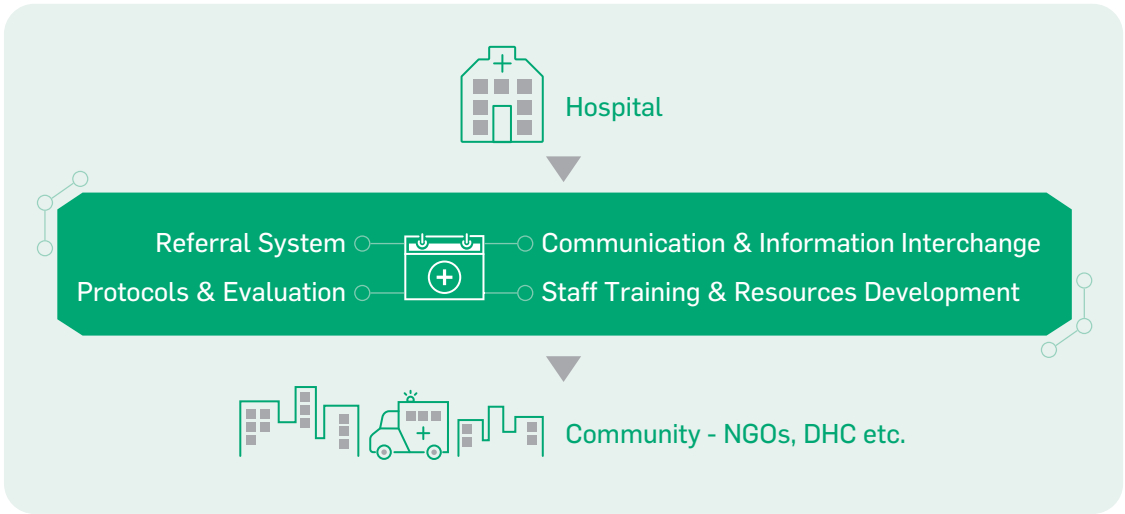 Hospital
Referral System
Communication & Information Interchange
Protocols & Evaluation
Staff Training & Resources Development
Community - NGOs, DHC etc.